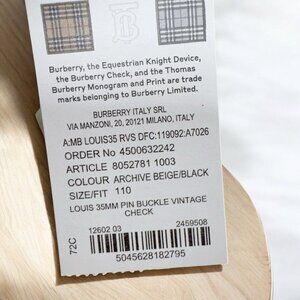 Burberry, the Equestrian Knight Device,
the Burberry Check, and the Thomas
Burberry Monogram and Print are trade
marks belonging to Burberry Limited.
BURBERRY ITALY SRL
VIA MANZONI, 20, 20121 MILANO, ITALY
A:MB LOUIS35 RVS DFC:119092:A7026
ORDER No 4500632242
ARTICLE 8052781 1003
COLOUR ARCHIVE BEIGE/BLACK
SIZE/FIT 110
LOUIS 35MM PIN BUCKLE VINTAGE
CHECK
72C
12602 03 2459508
5045628182795